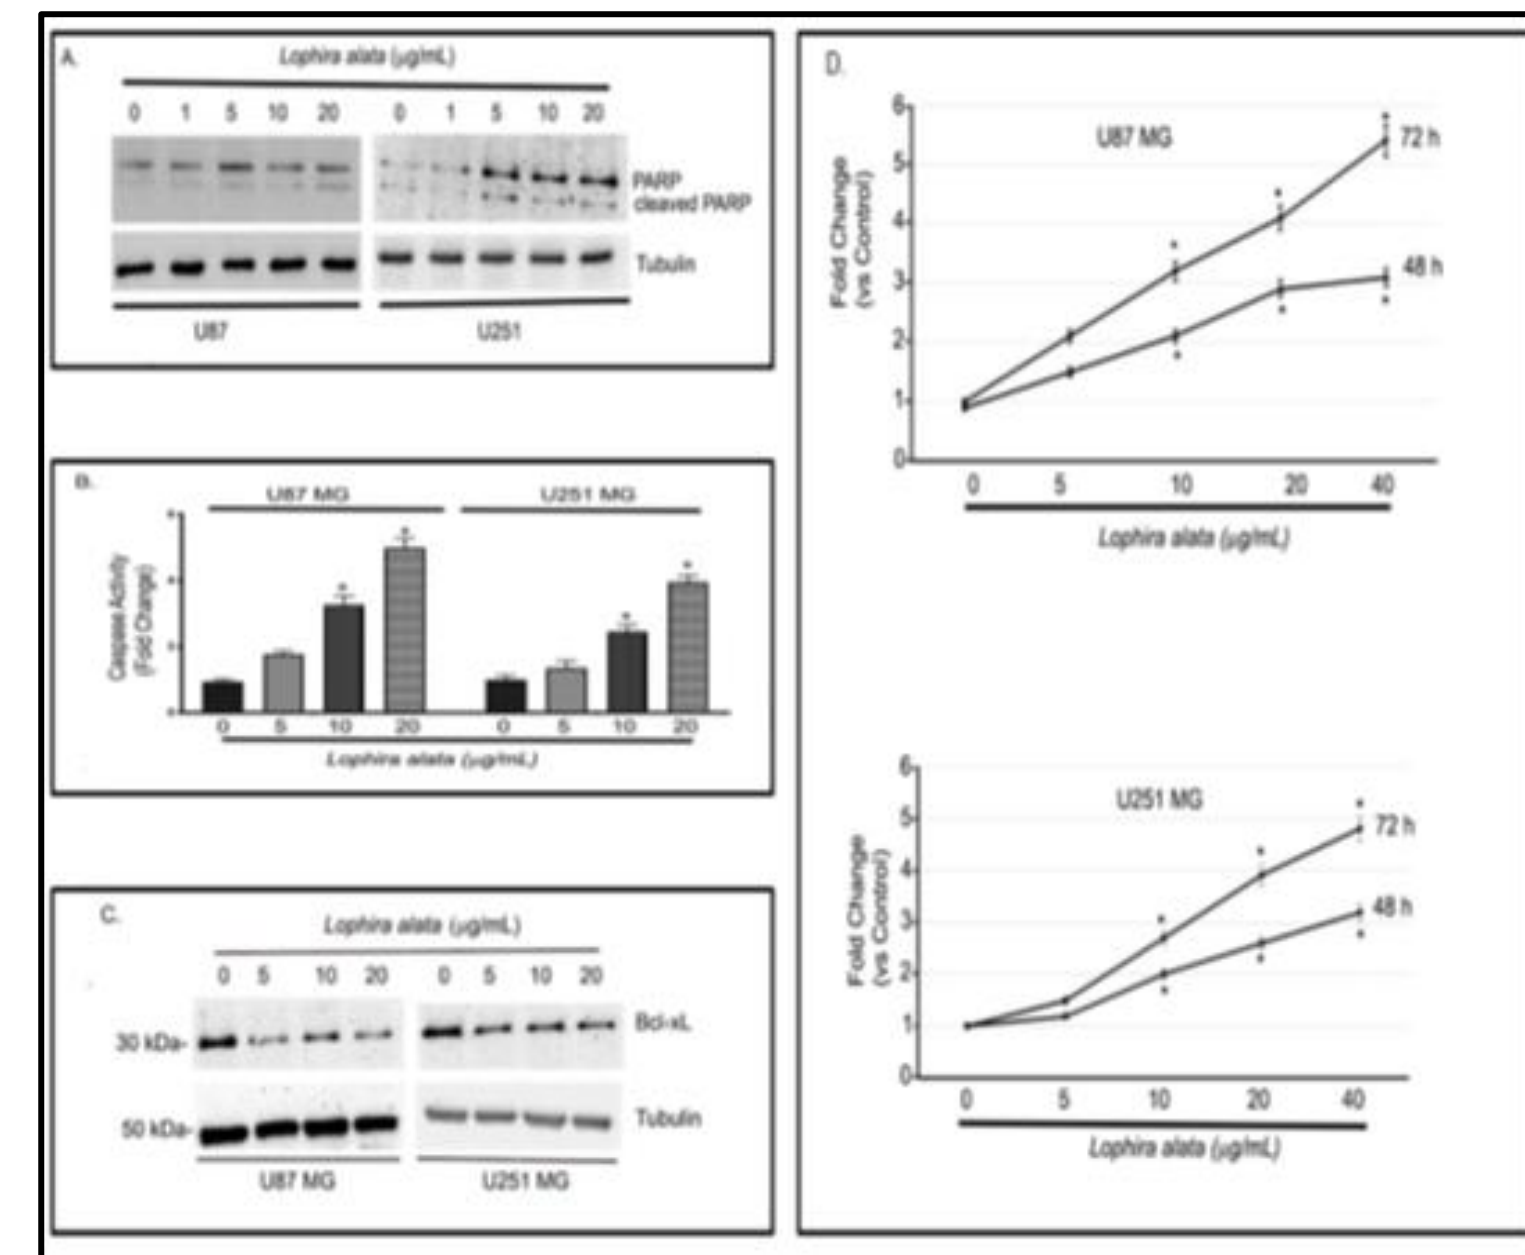 A.
Lophira alata (µg/mL)
0 1 5 10 20 0 1 5 10 20
PARP
cleaved PARP
Tubulin
U87 U251
B.
U87 MG U251 MG
Caspase Activity
(Fold Change)
0 5 10 20 0 5 10 20
Lophira alata (µg/mL)
C.
Lophira alata (µg/mL)
0 5 10 20 0 5 10 20
30 kDa- Bcl-xL
50 kDa- Tubulin
U87 MG U251 MG
D.
U87 MG
Fold Change
(vs Control)
6
5
4
3
2
1
0
72 h
48 h
0 5 10 20 40
Lophira alata (µg/mL)
U251 MG
Fold Change
(vs Control)
6
5
4
3
2
1
0
72 h
48 h
0 5 10 20 40
Lophira alata (µg/mL)